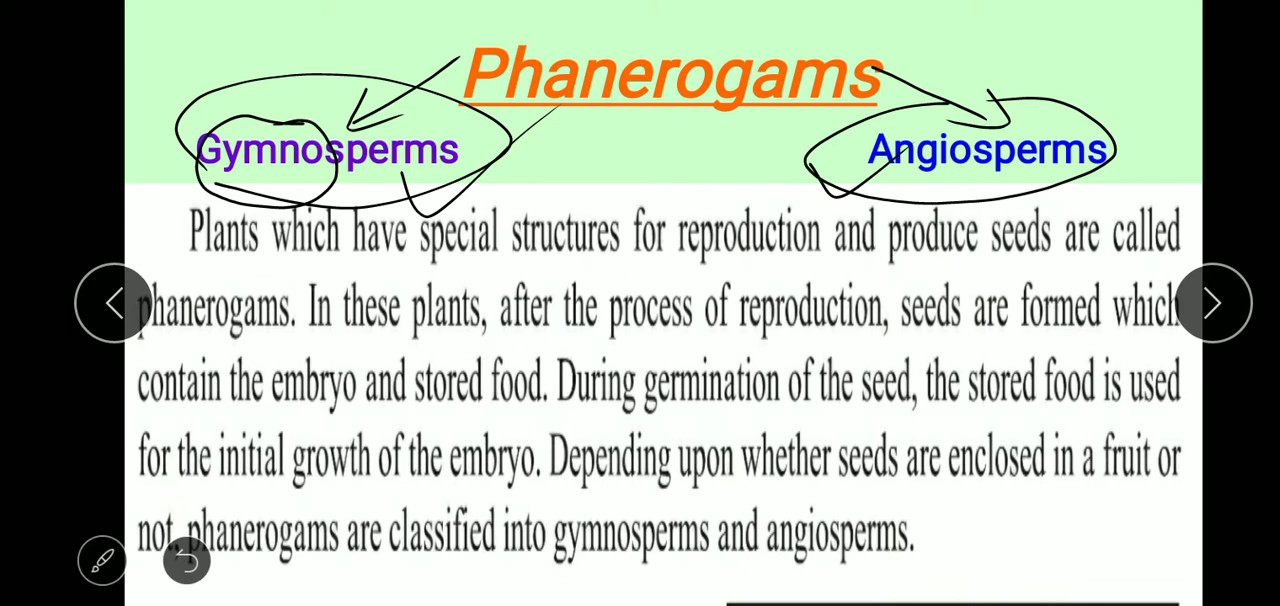 Phanerogams
Gymnosperms Angiosperms
Plants which have special structures for reproduction and produce seeds are called
phanerogams. In these plants, after the process of reproduction, seeds are formed which
contain the embryo and stored food. During germination of the seed, the stored food is used
for the initial growth of the embryo. Depending upon whether seeds are enclosed in a fruit or
not, phanerogams are classified into gymnosperms and angiosperms.